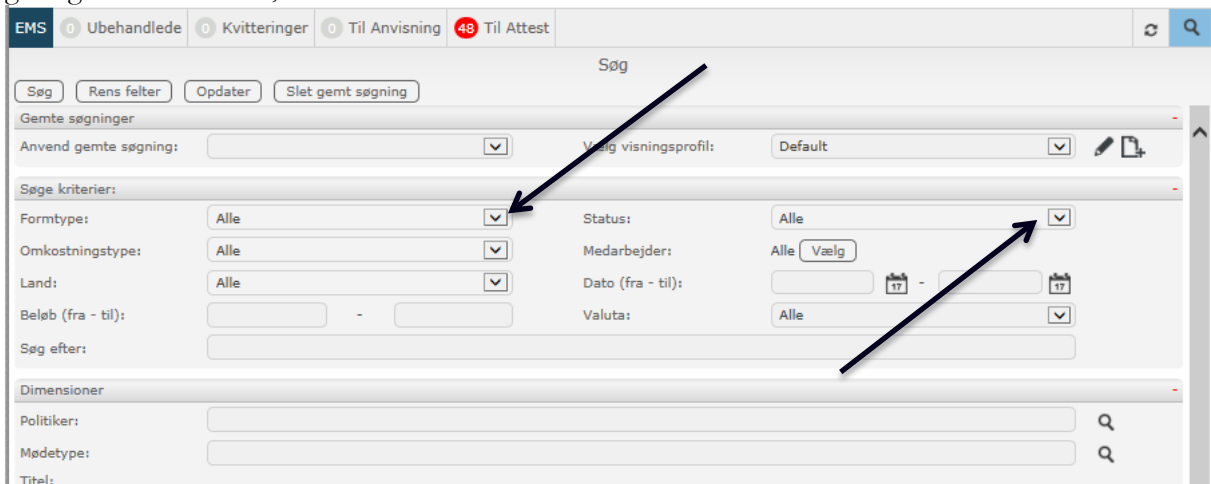 EMS 0 Ubehandlede 0 Kvitteringer 0 Til Anvisning 48 Til Attest
Søg
Søg Rens felter Opdater Slet gemt søgning
Gemte søgninger -
Anvend gemte søgning: Vælg visningsprofil: Default
Søge kriterier: -
Formtype: Alle Status: Alle
Omkostningstype: Alle Medarbejder: Alle Vælg
Land: Alle Dato (fra - til): 17 - 17
Beløb (fra - til): - Valuta: Alle
Søg efter:
Dimensioner -
Politiker:
Mødetype:
Titel: